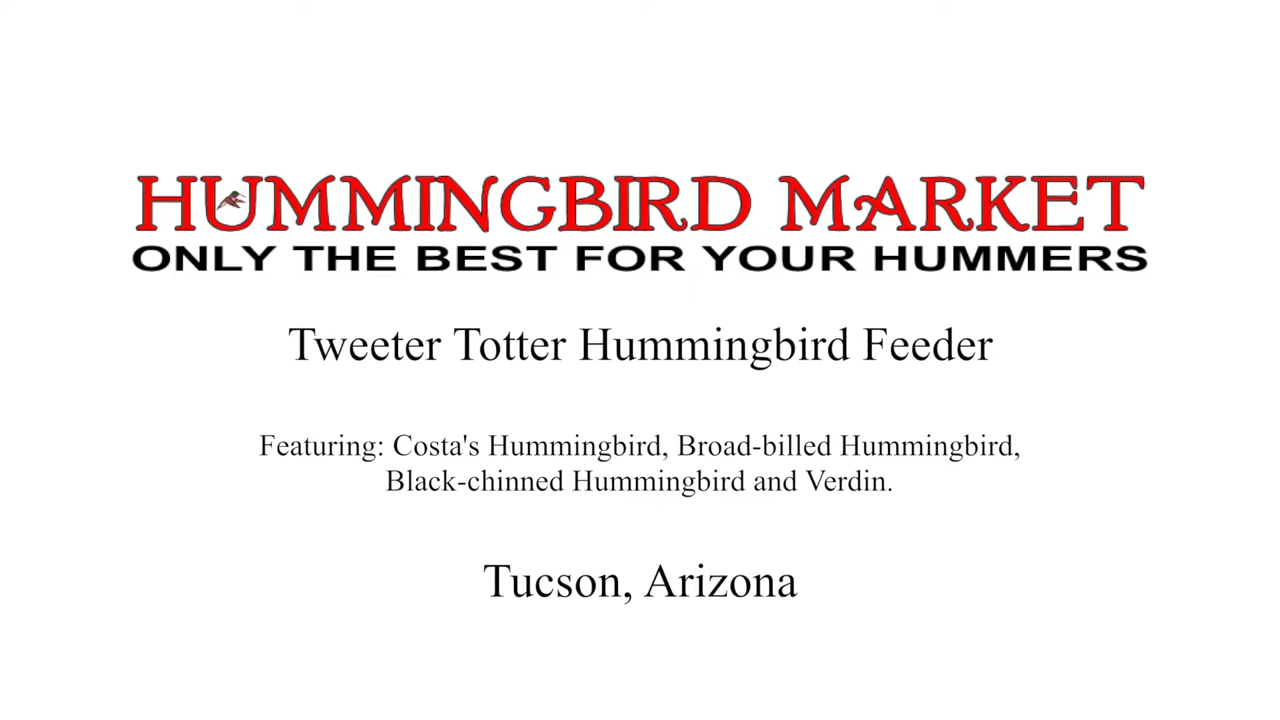 HUMMINGBIRD MARKET
ONLY THE BEST FOR YOUR HUMMERS
Tweeter Totter Hummingbird Feeder
Featuring: Costa's Hummingbird, Broad-billed Hummingbird,
Black-chinned Hummingbird and Verdin.
Tucson, Arizona